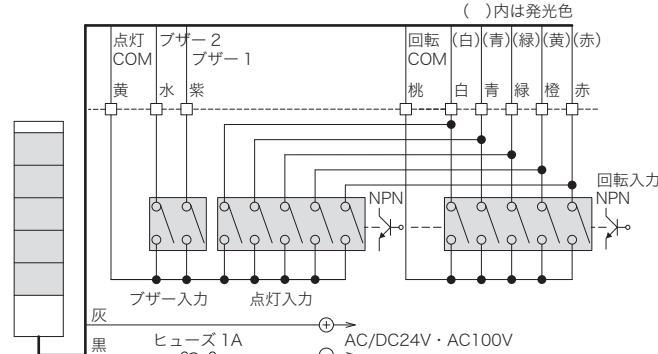 ( )内は発光色
点灯 ブザー 2 回転 (白)(青)(緑)(黄)(赤)
COM ブザー 1 COM
黄 水 紫 桃 白 青 緑 橙 赤
回転入力
NPN NPN
ブザー入力 点灯入力
灰
黒 ヒューズ 1A AC/DC24V・AC100V